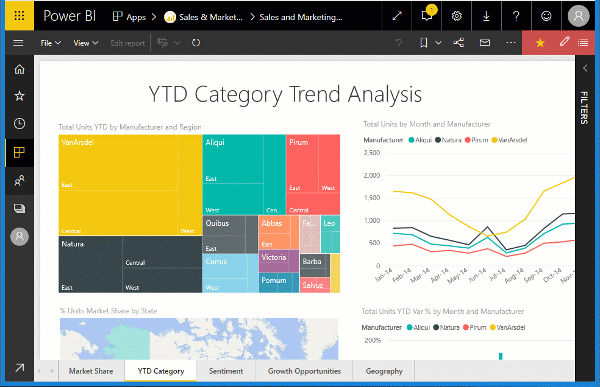 Power BI
Apps
Sales & Market...
Sales and Marketing...
1
File
View
Edit report
YTD Category Trend Analysis
Total Units YTD by Manufacturer and Region
VanArsdel
East
Central
West
Natura
East
Central
West
Aliqui
East
West
Cen...
Pirum
East
West
Central
Quibus
East
West
Currus
East
West
Abbas
East
Victoria
Pomum
Fa...
Leo
Barba
Salvus
Total Units by Month and Manufacturer
Manufacturer Aliqui Natura Pirum VanArsdel
2,500
2,000
1,500
1,000
500
0
Jan-14 Feb-14 Mar-14 Apr-14 May-14 Jun-14 Jul-14 Aug-14 Sep-14 Oct-14 Nov-
% Units Market Share by State
Total Units YTD Var % by Month and Manufacturer
Manufacturer Aliqui Natura Pirum VanArsdel
200%
FILTERS
Market Share
YTD Category
Sentiment
Growth Opportunities
Geography